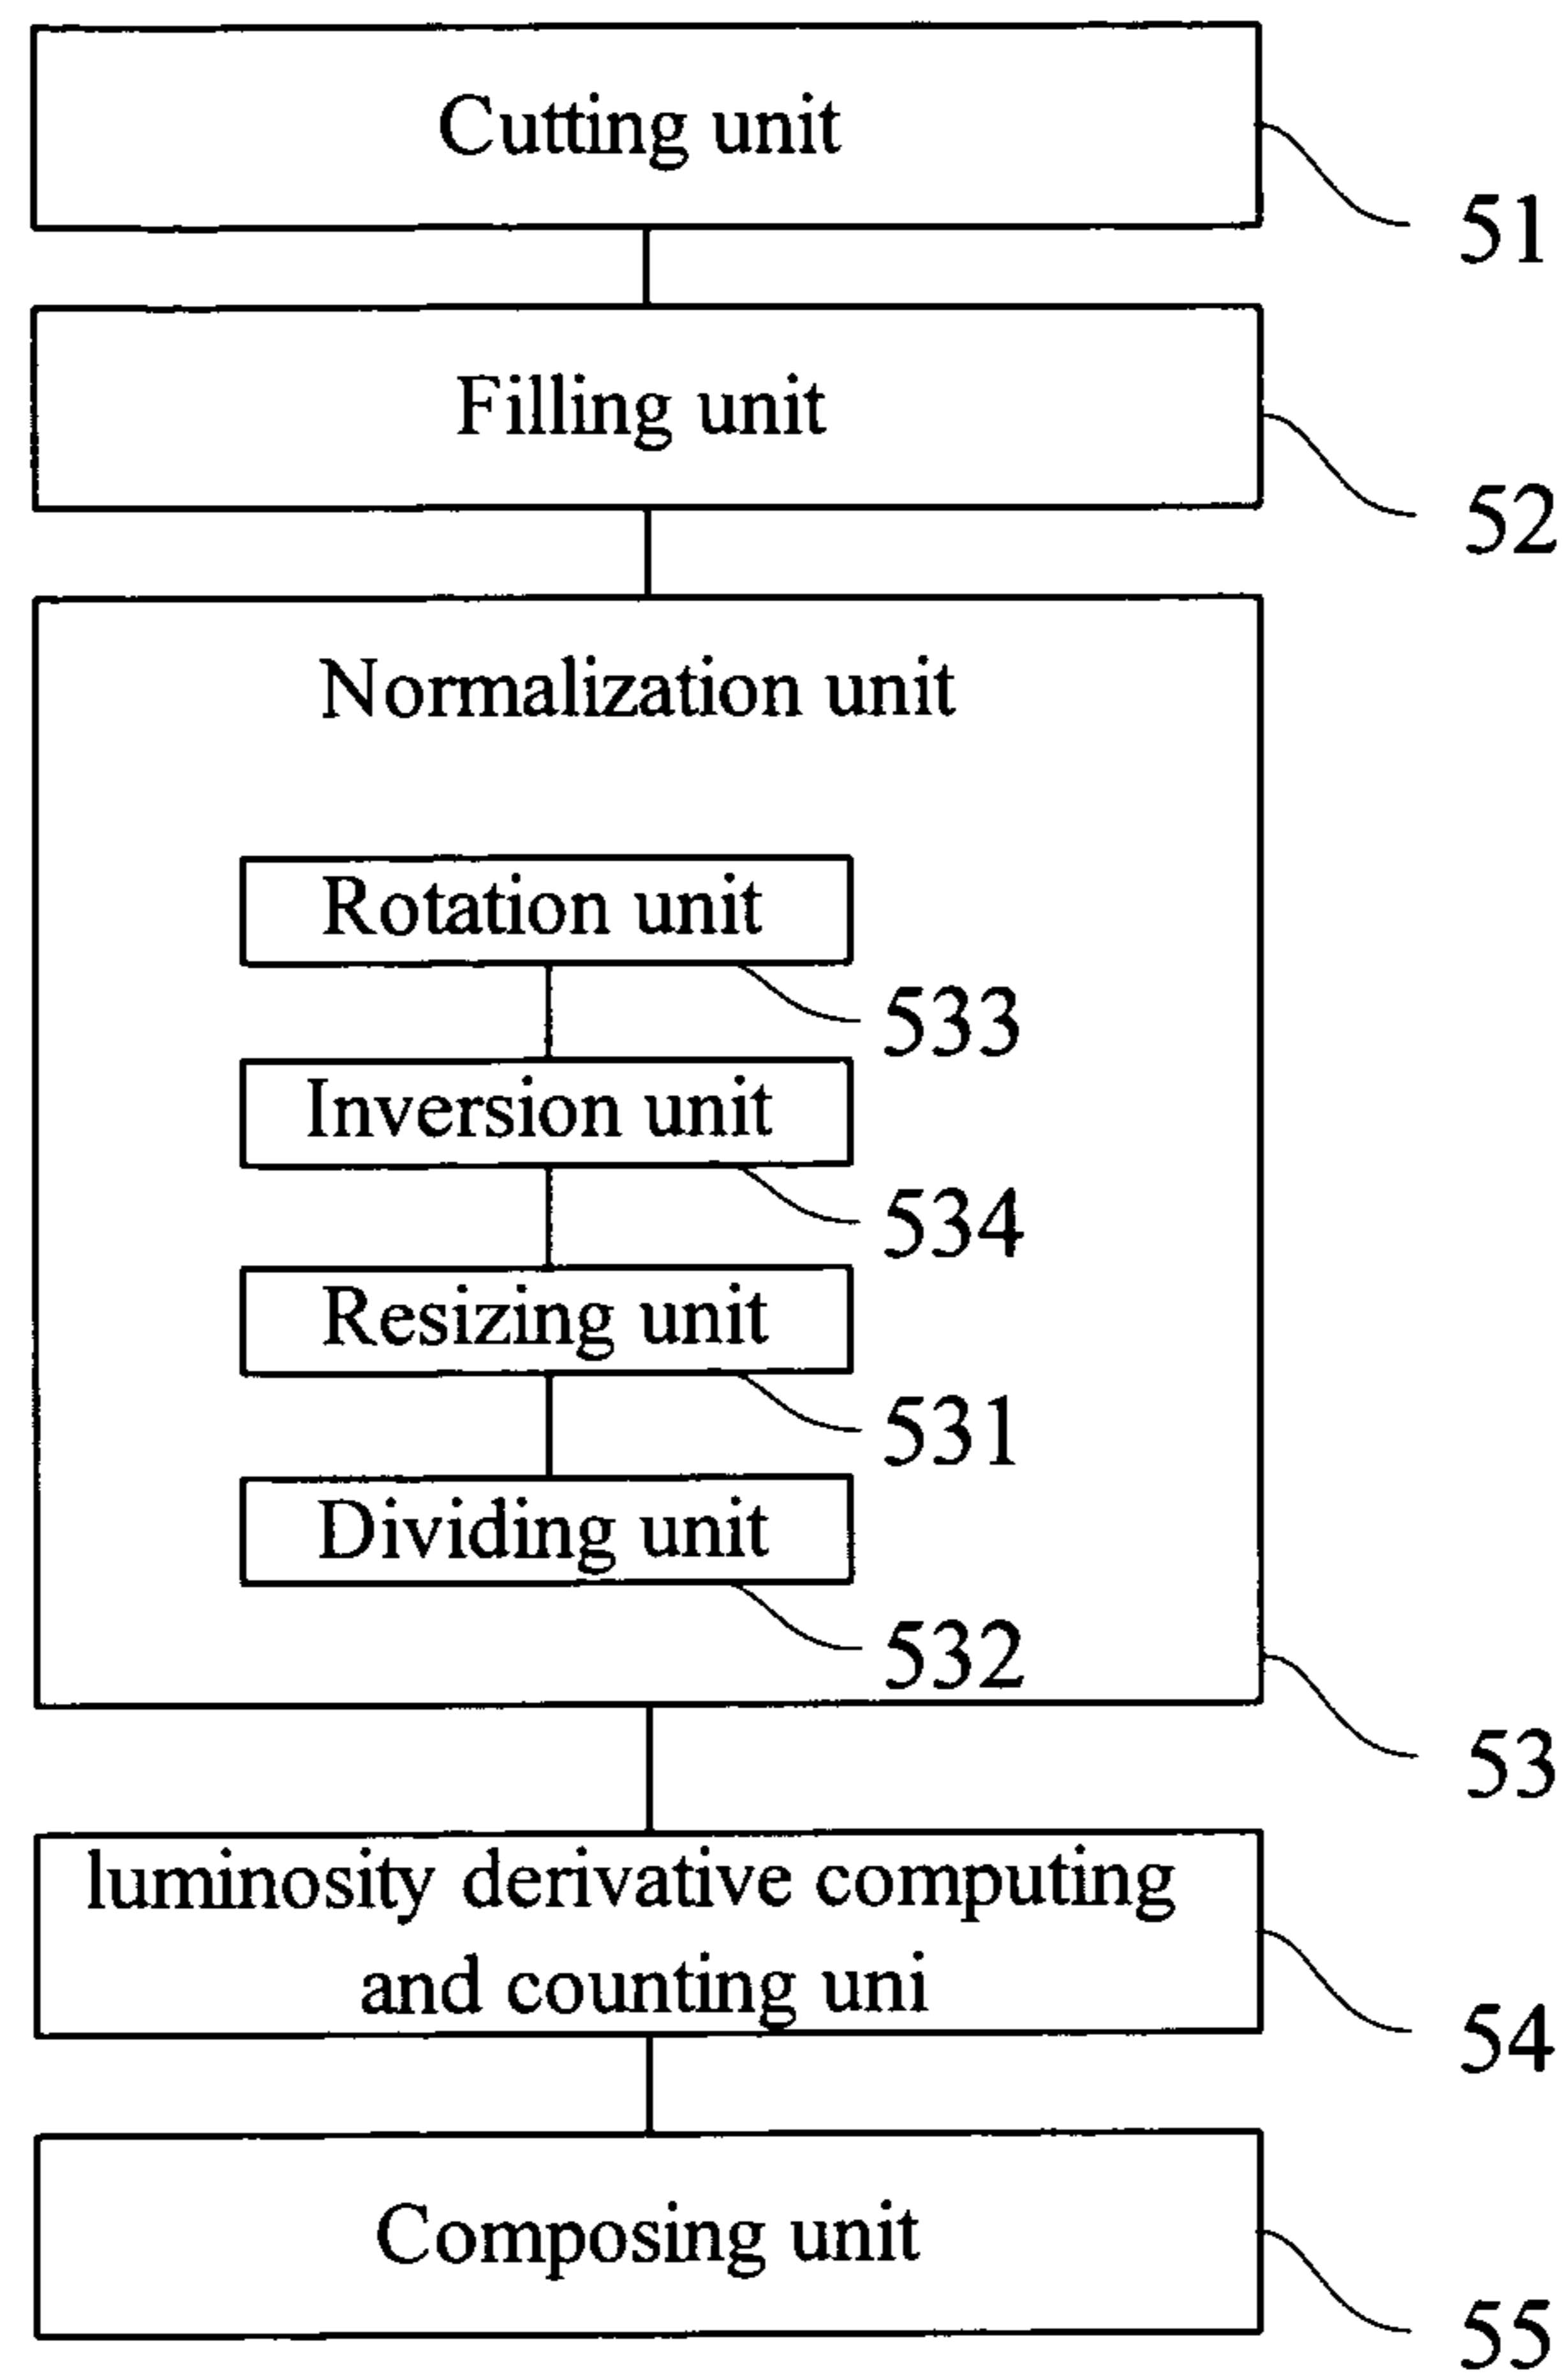 Cutting unit
51
Filling unit
52
Normalization unit
Rotation unit
533
Inversion unit
534
Resizing unit
531
Dividing unit
532
53
luminosity derivative computing
and counting uni
54
Composing unit
55